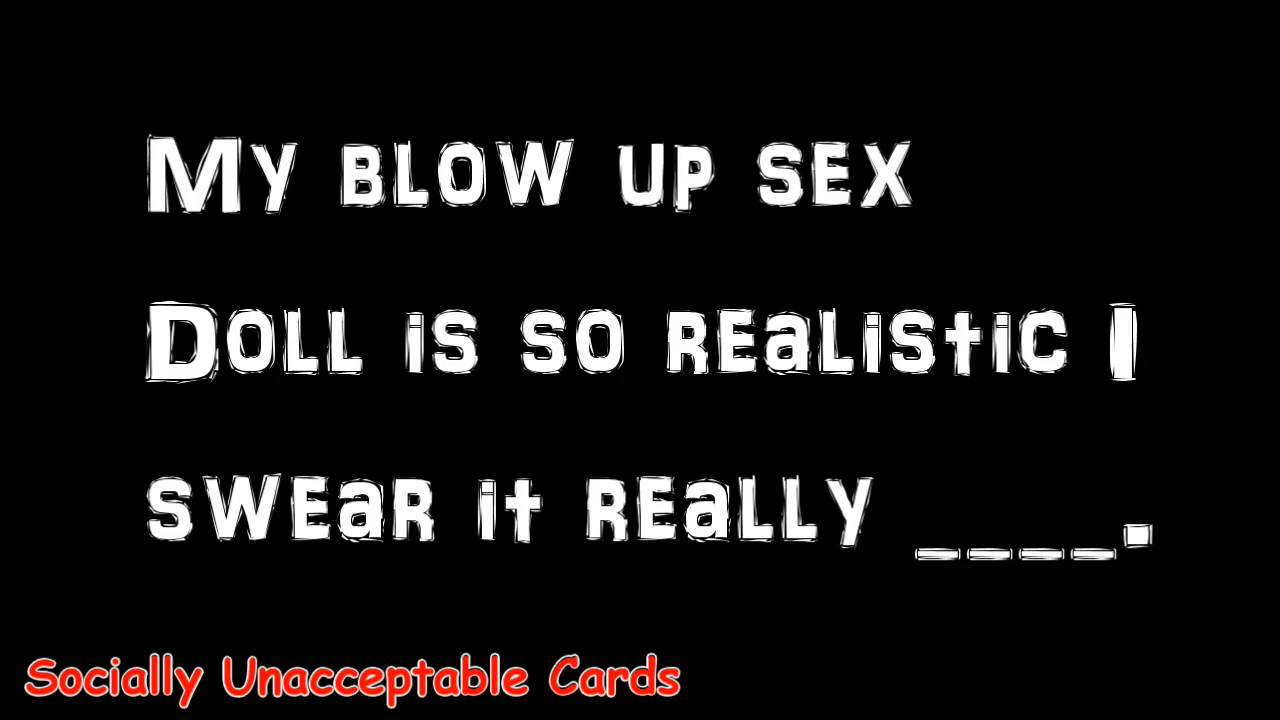 My blow up sex
Doll is so realistic I
swear it really ____.
Socially Unacceptable Cards